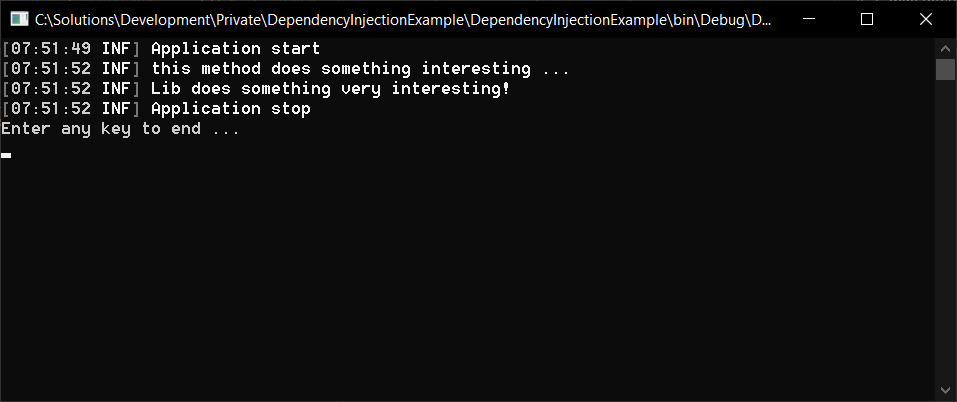 C:\Solutions\Development\Private\DependencyInjectionExample\DependencyInjectionExample\bin\Debug\D...
[07:51:49 INF] Application start
[07:51:52 INF] this method does something interesting ...
[07:51:52 INF] Lib does something very interesting!
[07:51:52 INF] Application stop
Enter any key to end ...